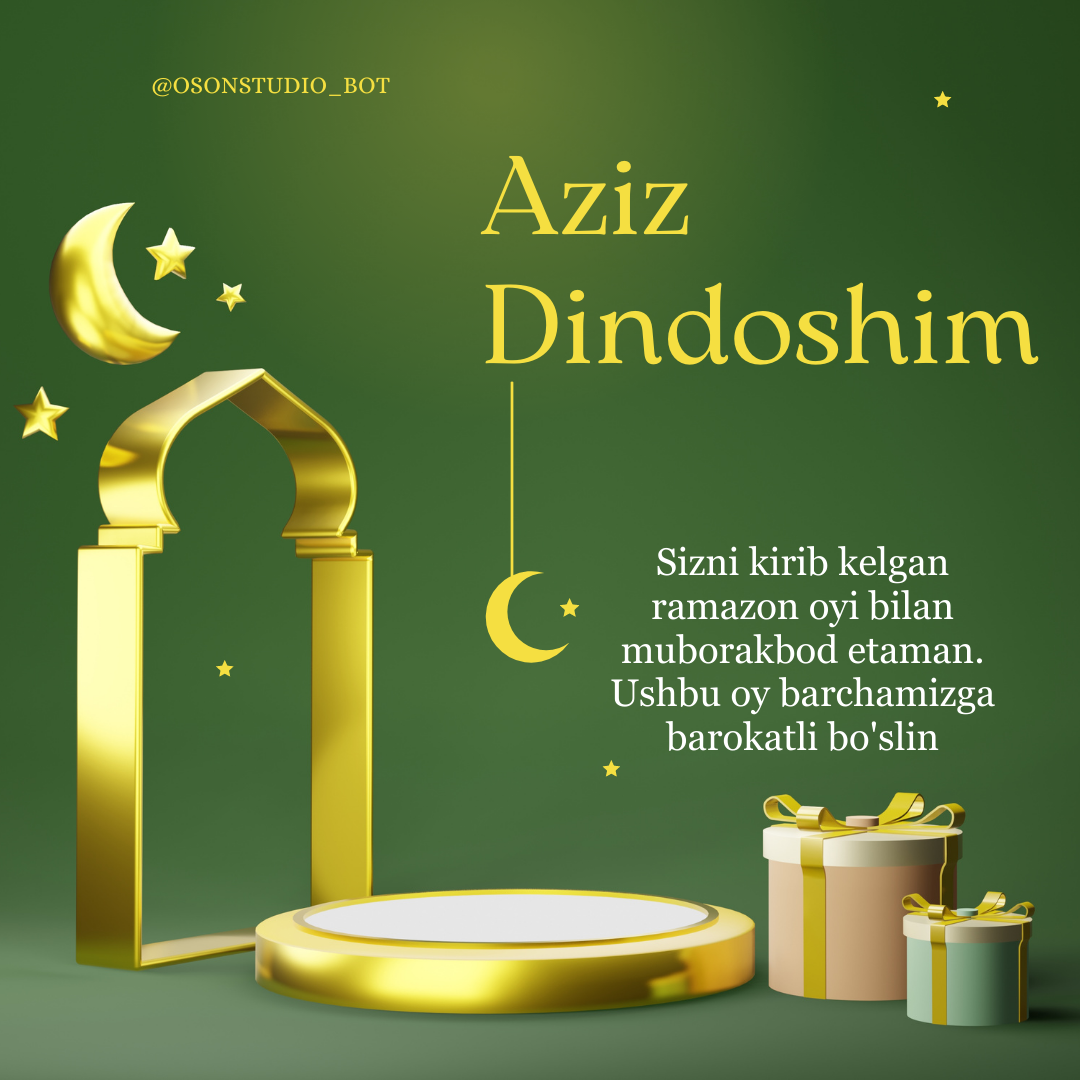 @OSONSTUDIO_BOT
Aziz
Dindoshim
Sizni kirib kelgan
ramazon oyi bilan
muborakbod etaman.
Ushbu oy barchamizga
barokatli bo'slin